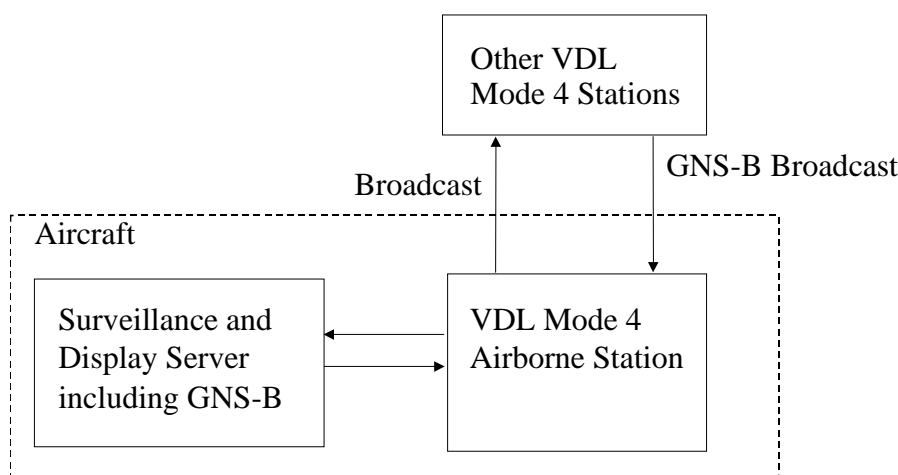 Other VDL
Mode 4 Stations
Broadcast
GNS-B Broadcast
Aircraft
Surveillance and
Display Server
including GNS-B
VDL Mode 4
Airborne Station